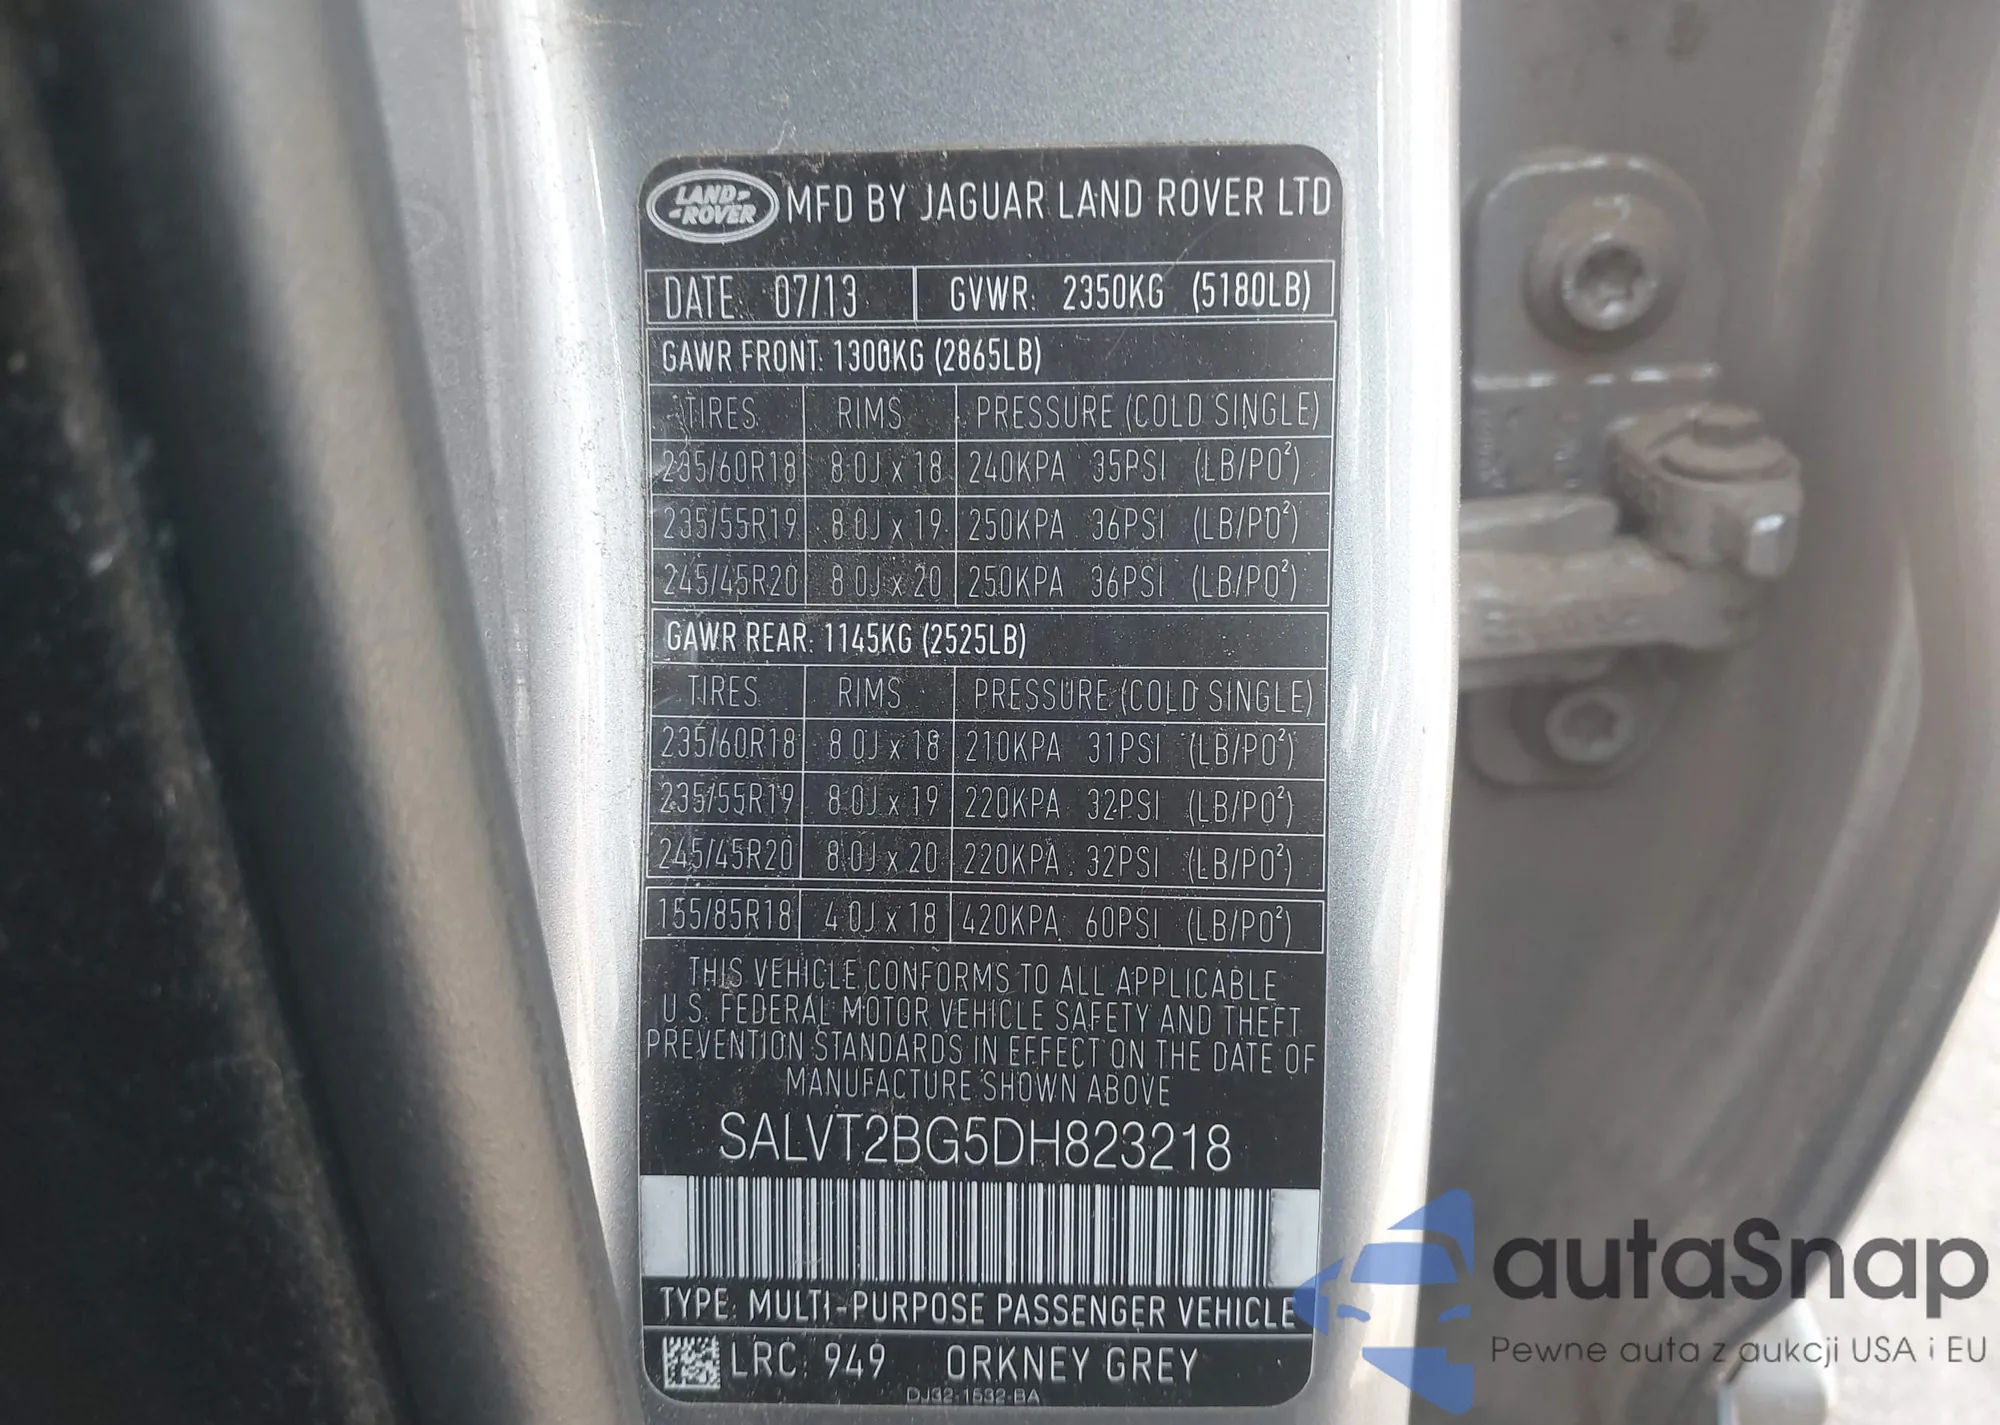 LAND-
-ROVER
MFD BY JAGUAR LAND ROVER LTD
DATE: 07/13 GVWR: 2350KG (5180LB)
GAWR FRONT: 1300KG (2865LB)
TIRES RIMS PRESSURE (COLD SINGLE)
235/60R18 8.0J x 18 240KPA 35PSI (LB/PO²)
235/55R19 8.0J x 19 250KPA 36PSI (LB/PO²)
245/45R20 8.0J x 20 250KPA 36PSI (LB/PO²)
GAWR REAR: 1145KG (2525LB)
TIRES RIMS PRESSURE (COLD SINGLE)
235/60R18 8.0J x 18 210KPA 31PSI (LB/PO²)
235/55R19 8.0J x 19 220KPA 32PSI (LB/PO²)
245/45R20 8.0J x 20 220KPA 32PSI (LB/PO²)
155/85R18 4.0J x 18 420KPA 60PSI (LB/PO²)
THIS VEHICLE CONFORMS TO ALL APPLICABLE
U.S. FEDERAL MOTOR VEHICLE SAFETY AND THEFT
PREVENTION STANDARDS IN EFFECT ON THE DATE OF
MANUFACTURE SHOWN ABOVE
SALVT2BG5DH823218
TYPE: MULTI-PURPOSE PASSENGER VEHICLE
LRC: 949 ORKNEY GREY
DJ32-1532-BA
autaSnap
Pewne auta z aukcji USA i EU